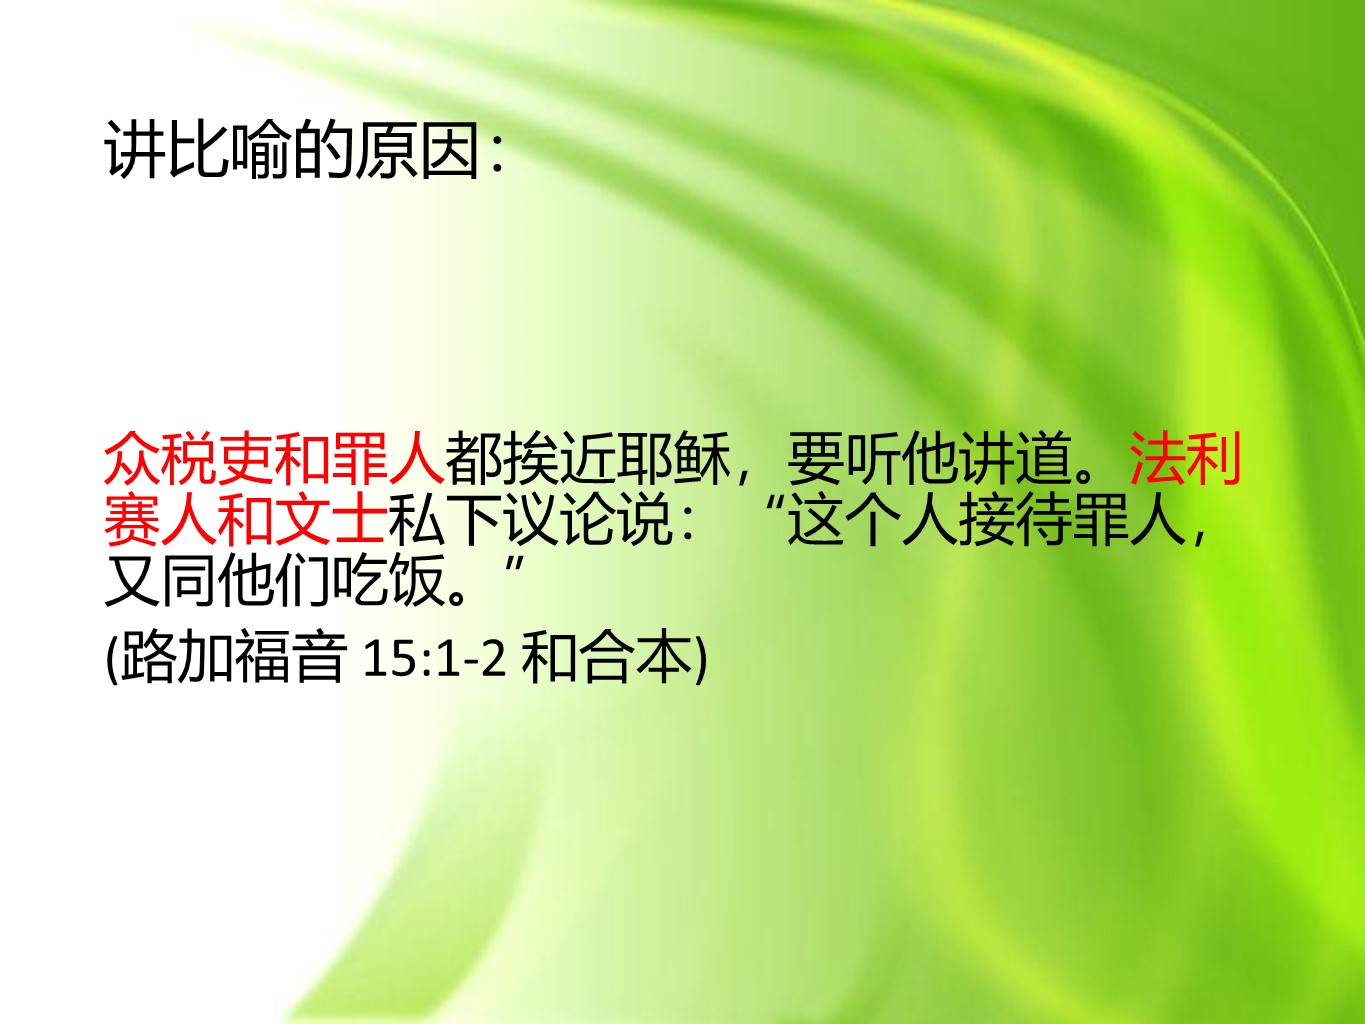 讲比喻的原因：
众税吏和罪人都挨近耶稣，要听他讲道。法利
赛人和文士私下议论说：“这个人接待罪人，
又同他们吃饭。”
(路加福音 15:1-2 和合本)